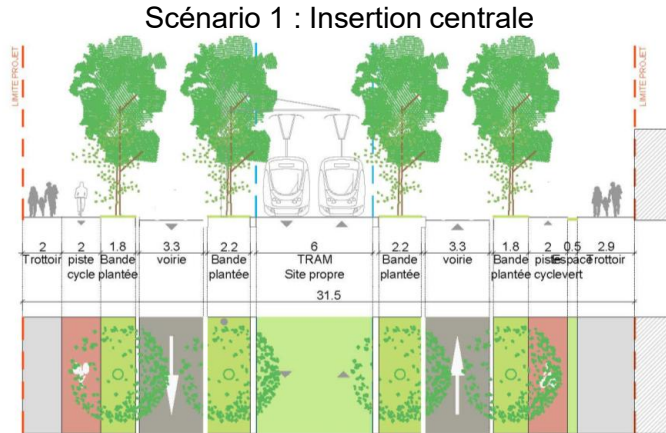 Scénario 1 : Insertion centrale
LIMITE PROJET
LIMITE PROJET
2 2 1.8 3.3 2.2 6 2.2 3.3 1.8 2 0.5 2.9
Trottoir piste Bande voirie Bande TRAM Bande voirie Bande piste Espace Trottoir
cycle plantée plantée Site propre plantée plantée cycle vert
31.5